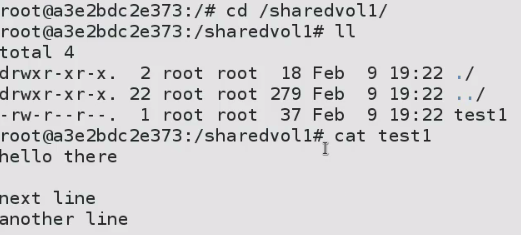 root@a3e2bdc2e373:/# cd /sharedvol1/
root@a3e2bdc2e373:/sharedvol1# ll
total 4
drwxr-xr-x.  2 root root  18 Feb  9 19:22 ./
drwxr-xr-x. 22 root root 279 Feb  9 19:22 ../
-rw-r--r--.  1 root root  37 Feb  9 19:22 test1
root@a3e2bdc2e373:/sharedvol1# cat test1
hello there

next line
another line